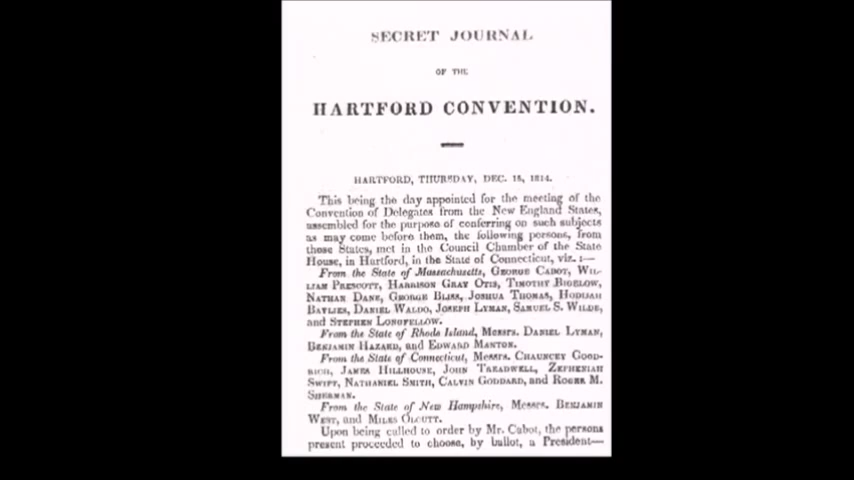 SECRET JOURNAL
OF THE
HARTFORD CONVENTION.
HARTFORD, THURSDAY, DEC. 15, 1814.
This being the day appointed for the meeting of the
Convention of Delegates from the New England States,
assembled for the purpose of conferring on such subjects
as may come before them, the following persons, from
those States, met in the Council Chamber of the State
House, in Hartford, in the State of Connecticut, viz. :—
From the State of Massachusetts, GEORGE CABOT, WIL-
LIAM PRESCOTT, HARRISON GRAY OTIS, TIMOTHY BIGELOW,
NATHAN DANE, GEORGE BLISS, JOSHUA THOMAS, HODIJAH
BAYLIES, DANIEL WALDO, JOSEPH LYMAN, SAMUEL S. WILDE,
and STEPHEN LONGFELLOW.
From the State of Rhode Island, MESSRS. DANIEL LYMAN,
BENJAMIN HAZARD, and EDWARD MANTON.
From the State of Connecticut, MESSRS. CHAUNCEY GOOD-
RICH, JAMES HILLHOUSE, JOHN TREADWELL, ZEPHENIAH
SWIFT, NATHANIEL SMITH, CALVIN GODDARD, and ROGER M.
SHERMAN.
From the State of New Hampshire, MESSRS. BENJAMIN
WEST, and MILES OLCUTT.
Upon being called to order by Mr. Cabot, the persons
present proceeded to choose, by ballot, a President—